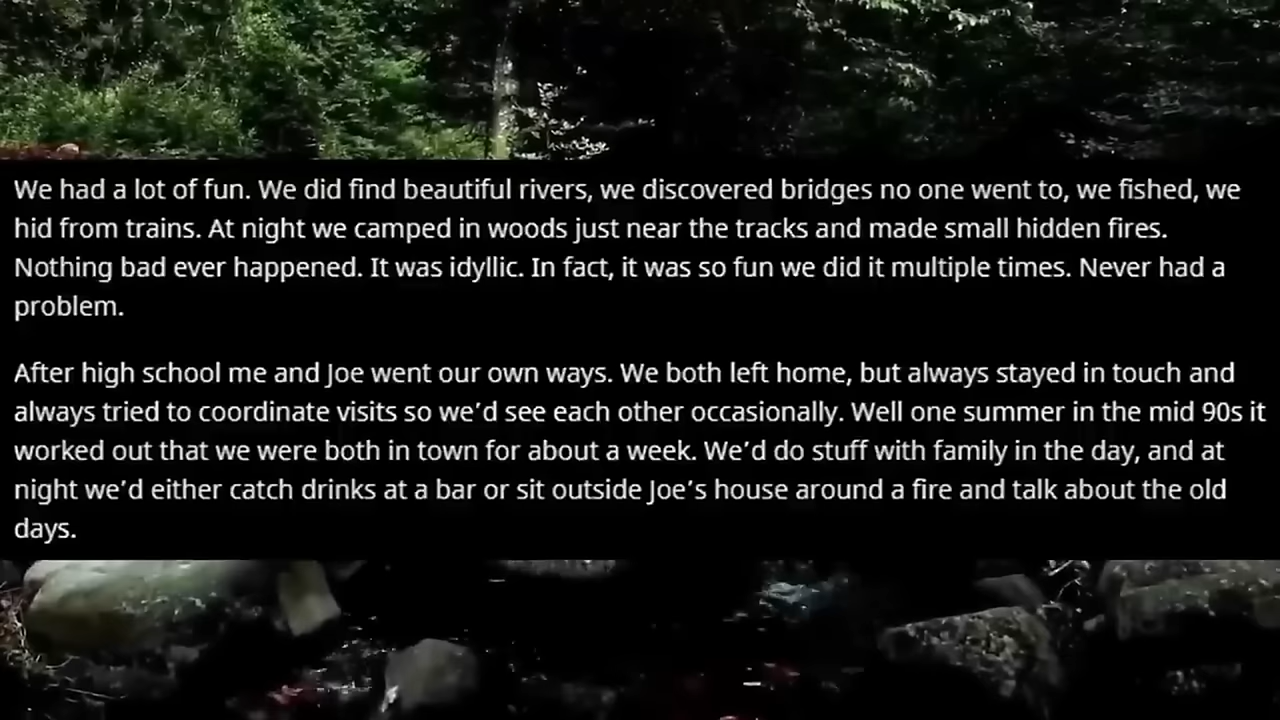 We had a lot of fun. We did find beautiful rivers, we discovered bridges no one went to, we fished, we
hid from trains. At night we camped in woods just near the tracks and made small hidden fires.
Nothing bad ever happened. It was idyllic. In fact, it was so fun we did it multiple times. Never had a
problem.
After high school me and Joe went our own ways. We both left home, but always stayed in touch and
always tried to coordinate visits so we’d see each other occasionally. Well one summer in the mid 90s it
worked out that we were both in town for about a week. We’d do stuff with family in the day, and at
night we’d either catch drinks at a bar or sit outside Joe’s house around a fire and talk about the old
days.